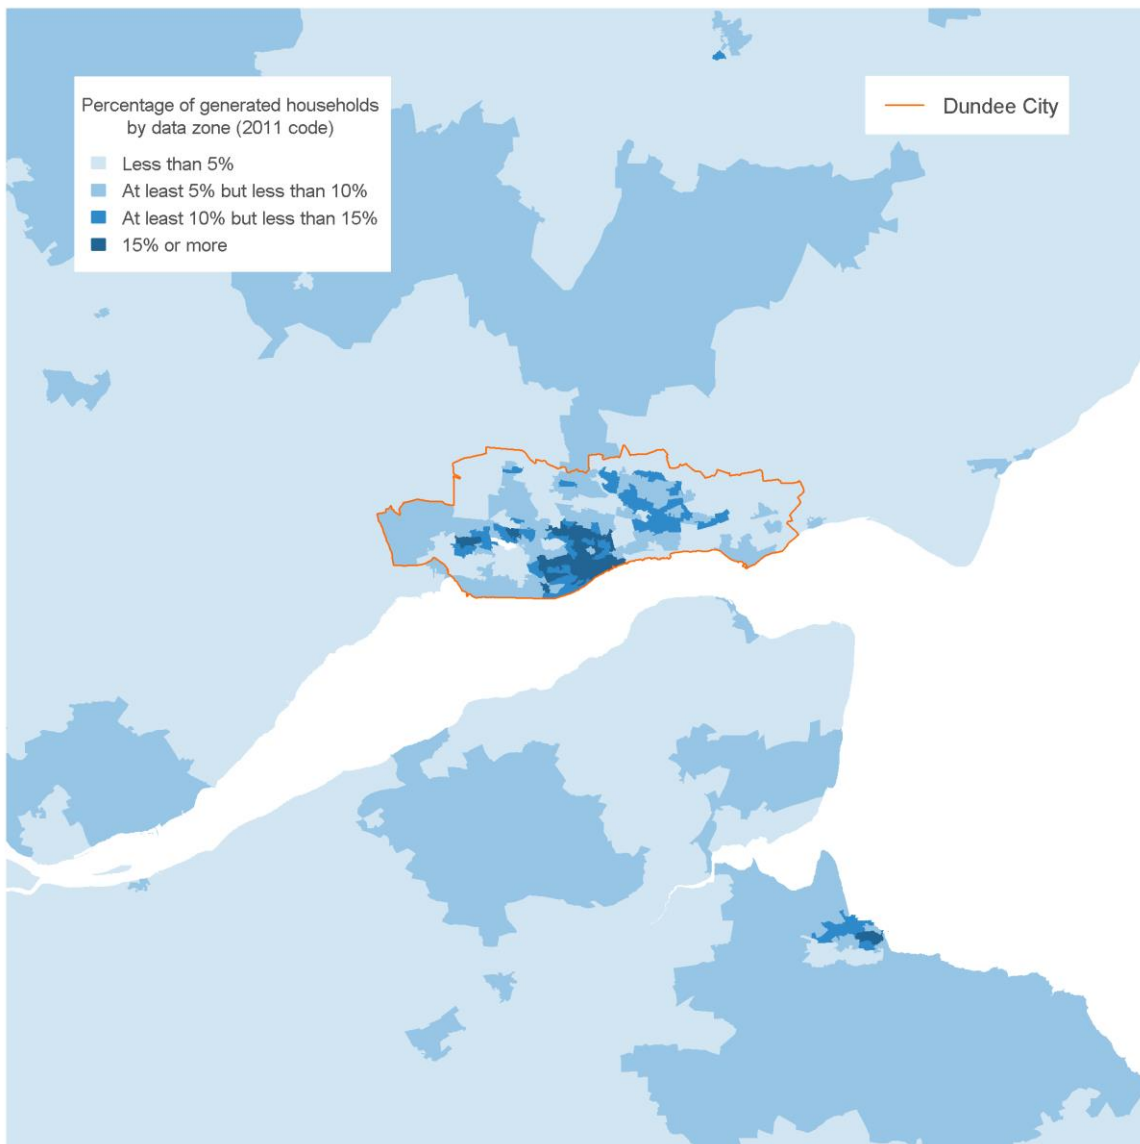 Percentage of generated households
by data zone (2011 code)
Less than 5%
At least 5% but less than 10%
At least 10% but less than 15%
15% or more
Dundee City